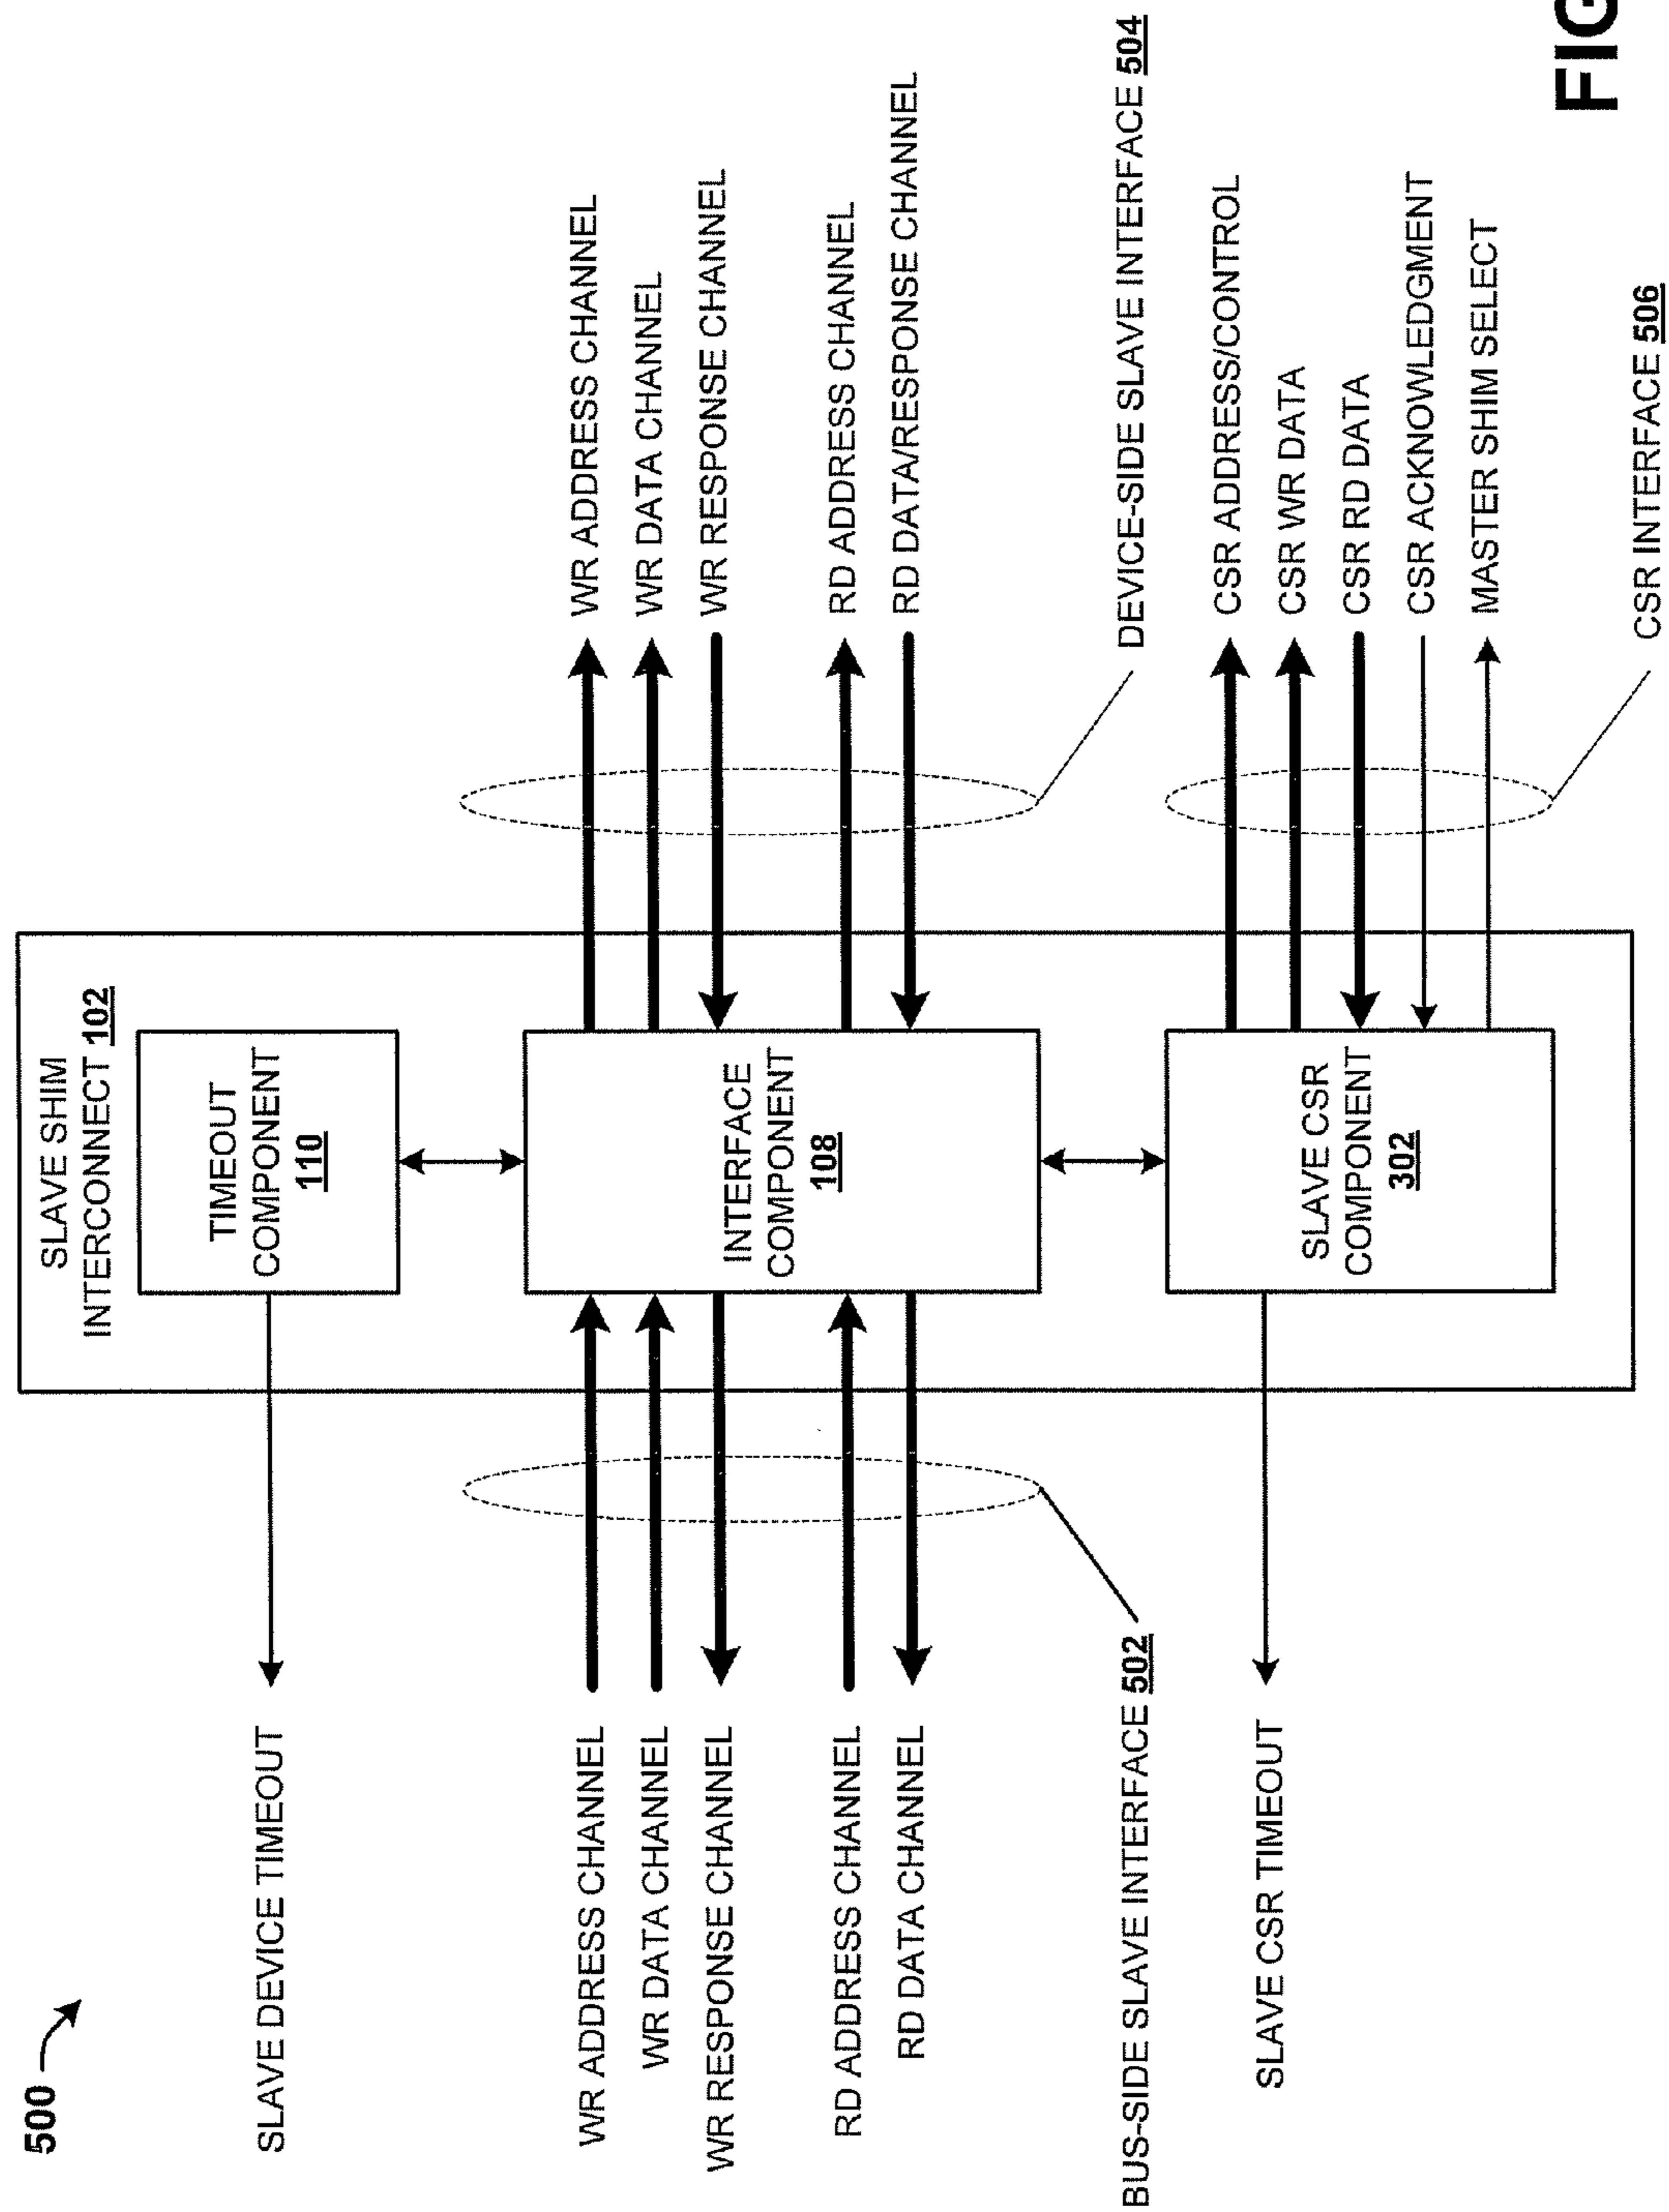 500
SLAVE SHIM
INTERCONNECT 102
SLAVE DEVICE TIMEOUT
TIMEOUT
COMPONENT
110
WR ADDRESS CHANNEL
WR DATA CHANNEL
WR RESPONSE CHANNEL
RD ADDRESS CHANNEL
RD DATA CHANNEL
BUS-SIDE SLAVE INTERFACE 502
INTERFACE
COMPONENT
108
WR ADDRESS CHANNEL
WR DATA CHANNEL
WR RESPONSE CHANNEL
RD ADDRESS CHANNEL
RD DATA/RESPONSE CHANNEL
DEVICE-SIDE SLAVE INTERFACE 504
SLAVE CSR TIMEOUT
SLAVE CSR
COMPONENT
302
CSR ADDRESS/CONTROL
CSR WR DATA
CSR RD DATA
CSR ACKNOWLEDGMENT
MASTER SHIM SELECT
CSR INTERFACE 506
FIG